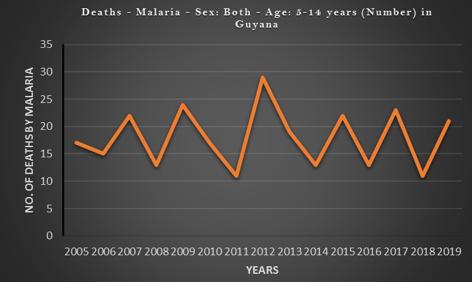 Deaths - Malaria - Sex: Both - Age: 5-14 years (Number) in
Guyana
35
30
25
20
15
10
5
0
NO. OF DEATHS BY MALARIA
2005 2006 2007 2008 2009 2010 2011 2012 2013 2014 2015 2016 2017 2018 2019
YEARS